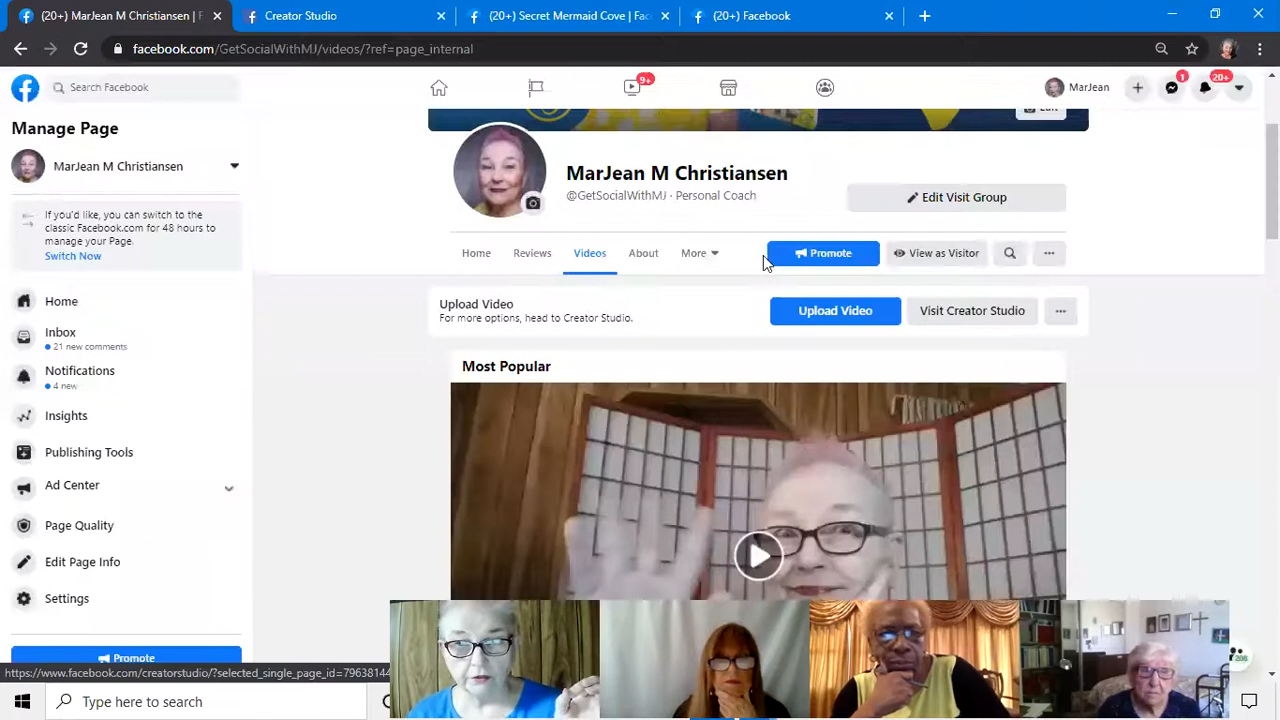 (20+) MarJean M Christiansen | F
Creator Studio
(20+) Secret Mermaid Cove | Fac
(20+) Facebook
facebook.com/GetSocialWithMJ/videos/?ref=page_internal
Search Facebook
9+
MarJean
1
20+
Manage Page
MarJean M Christiansen
If you'd like, you can switch to the
classic Facebook.com for 48 hours to
manage your Page.
Switch Now
Home
Inbox
21 new comments
Notifications
4 new
Insights
Publishing Tools
Ad Center
Page Quality
Edit Page Info
Settings
Promote
Edit
MarJean M Christiansen
@GetSocialWithMJ · Personal Coach
Edit Visit Group
Home
Reviews
Videos
About
More
Promote
View as Visitor
Upload Video
For more options, head to Creator Studio.
Upload Video
Visit Creator Studio
Most Popular
https://www.facebook.com/creatorstudio/?selected_single_page_id=79638144
Type here to search